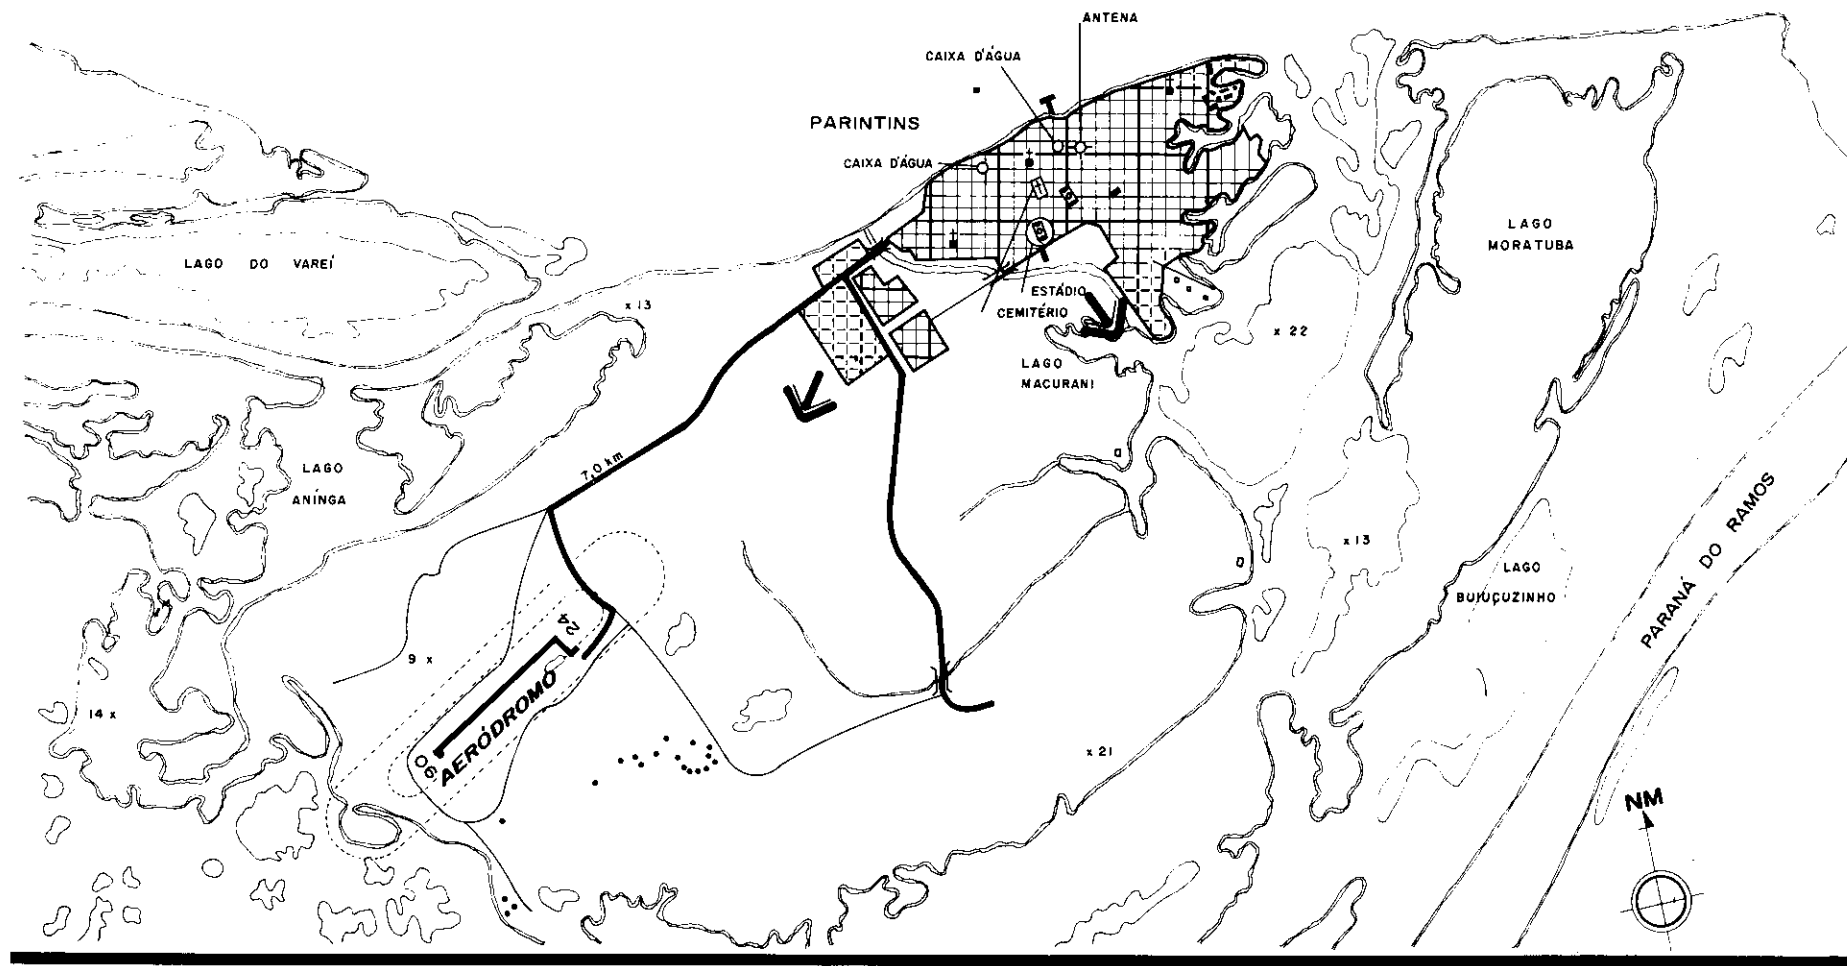 ANTENA
CAIXA D'ÁGUA
PARINTINS
CAIXA D'ÁGUA
LAGO
MORATUBA
LAGO DO VAREÍ
ESTÁDIO
CEMITÉRIO
x 13
x 22
LAGO
MACURANI
7,0 km
LAGO
ANÍNGA
PARANÁ DO RAMOS
x 13
LAGO
BUIUÇUZINHO
24
9 x
AERÓDROMO
06
14 x
x 21
NM